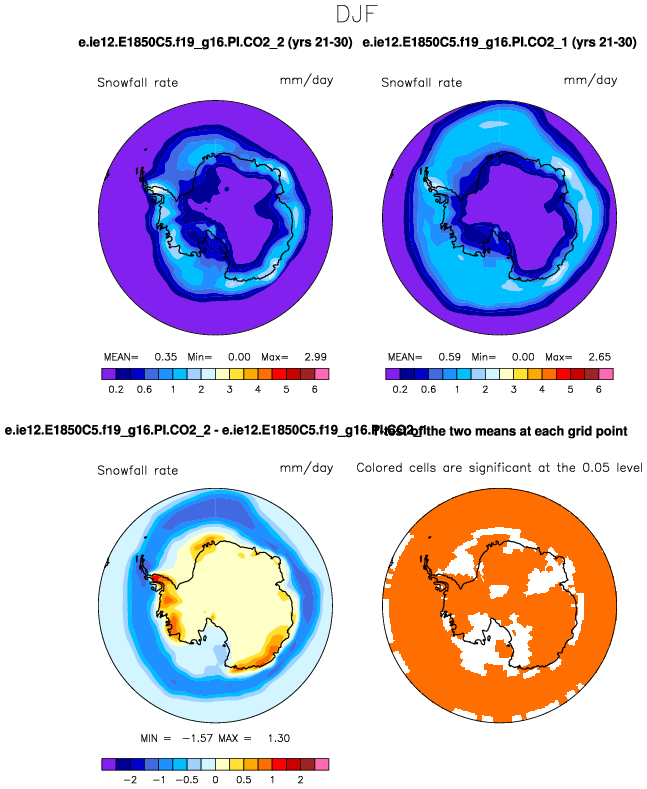 DJF
e.ie12.E1850C5.f19_g16.PI.CO2_2 (yrs 21-30) e.ie12.E1850C5.f19_g16.PI.CO2_1 (yrs 21-30)
Snowfall rate mm/day Snowfall rate mm/day
MEAN= 0.35 Min= 0.00 Max= 2.99 MEAN= 0.59 Min= 0.00 Max= 2.65
0.2 0.6 1 2 3 4 5 6 0.2 0.6 1 2 3 4 5 6
e.ie12.E1850C5.f19_g16.PI.CO2_2 - e.ie12.E1850C5.f19_g16.PI.CO2_1 of the two means at each grid point
Snowfall rate mm/day Colored cells are significant at the 0.05 level
MIN = -1.57 MAX = 1.30
-2 -1 -0.5 0 0.5 1 2